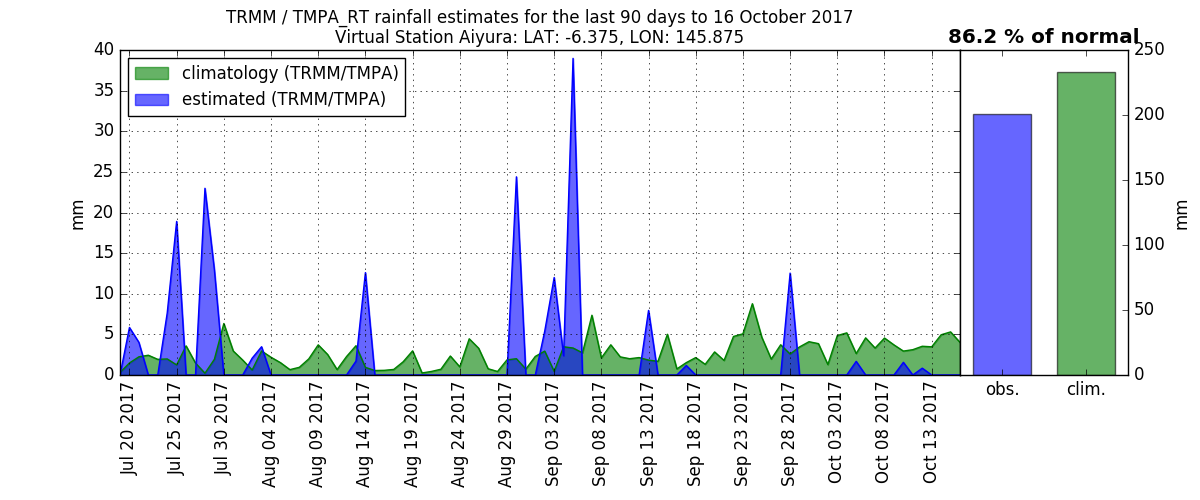 TRMM / TMPA_RT rainfall estimates for the last 90 days to 16 October 2017
Virtual Station Aiyura: LAT: -6.375, LON: 145.875
86.2 % of normal
climatology (TRMM/TMPA)
estimated (TRMM/TMPA)
40
35
30
25
20
15
10
5
0
mm
Jul 20 2017
Jul 25 2017
Jul 30 2017
Aug 04 2017
Aug 09 2017
Aug 14 2017
Aug 19 2017
Aug 24 2017
Aug 29 2017
Sep 03 2017
Sep 08 2017
Sep 13 2017
Sep 18 2017
Sep 23 2017
Sep 28 2017
Oct 03 2017
Oct 08 2017
Oct 13 2017
250
200
150
100
50
0
mm
obs.
clim.